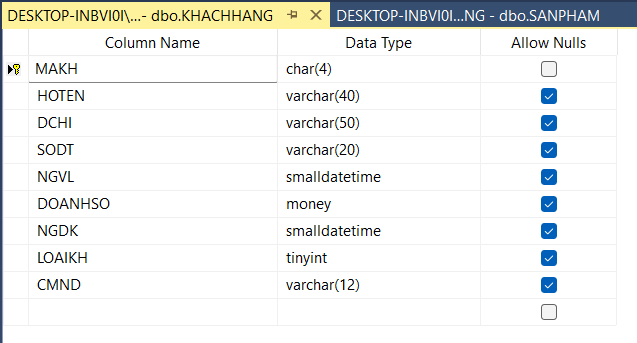 DESKTOP-INBVI0I\...- dbo.KHACHHANG DESKTOP-INBVI0I...NG - dbo.SANPHAM
Column Name Data Type Allow Nulls
MAKH char(4)
HOTEN varchar(40)
DCHI varchar(50)
SODT varchar(20)
NGVL smalldatetime
DOANHSO money
NGDK smalldatetime
LOAIKH tinyint
CMND varchar(12)